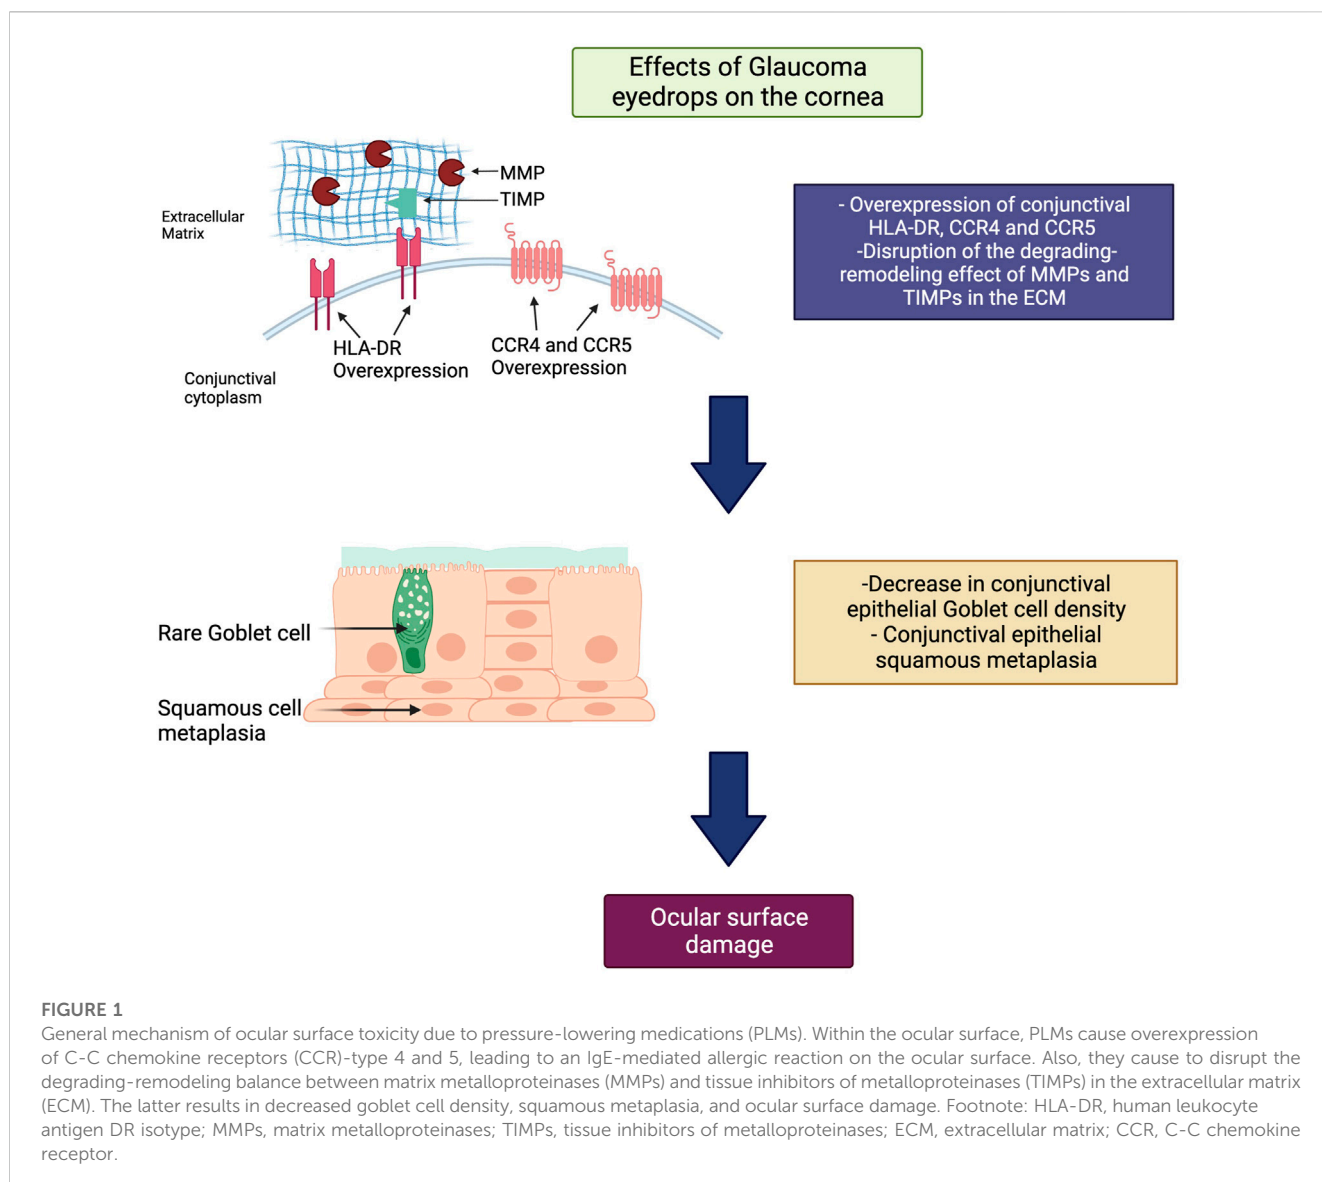 Effects of Glaucoma
eyedrops on the cornea
MMP
TIMP
Extracellular
Matrix
HLA-DR
Overexpression
CCR4 and CCR5
Overexpression
Conjunctival
cytoplasm
- Overexpression of conjunctival
HLA-DR, CCR4 and CCR5
-Disruption of the degrading-
remodeling effect of MMPs and
TIMPs in the ECM
Rare Goblet cell
Squamous cell
metaplasia
-Decrease in conjunctival
epithelial Goblet cell density
- Conjunctival epithelial
squamous metaplasia
Ocular surface
damage
FIGURE 1
General mechanism of ocular surface toxicity due to pressure-lowering medications (PLMs). Within the ocular surface, PLMs cause overexpression
of C-C chemokine receptors (CCR)-type 4 and 5, leading to an IgE-mediated allergic reaction on the ocular surface. Also, they cause to disrupt the
degrading-remodeling balance between matrix metalloproteinases (MMPs) and tissue inhibitors of metalloproteinases (TIMPs) in the extracellular matrix
(ECM). The latter results in decreased goblet cell density, squamous metaplasia, and ocular surface damage. Footnote: HLA-DR, human leukocyte
antigen DR isotype; MMPs, matrix metalloproteinases; TIMPs, tissue inhibitors of metalloproteinases; ECM, extracellular matrix; CCR, C-C chemokine
receptor.